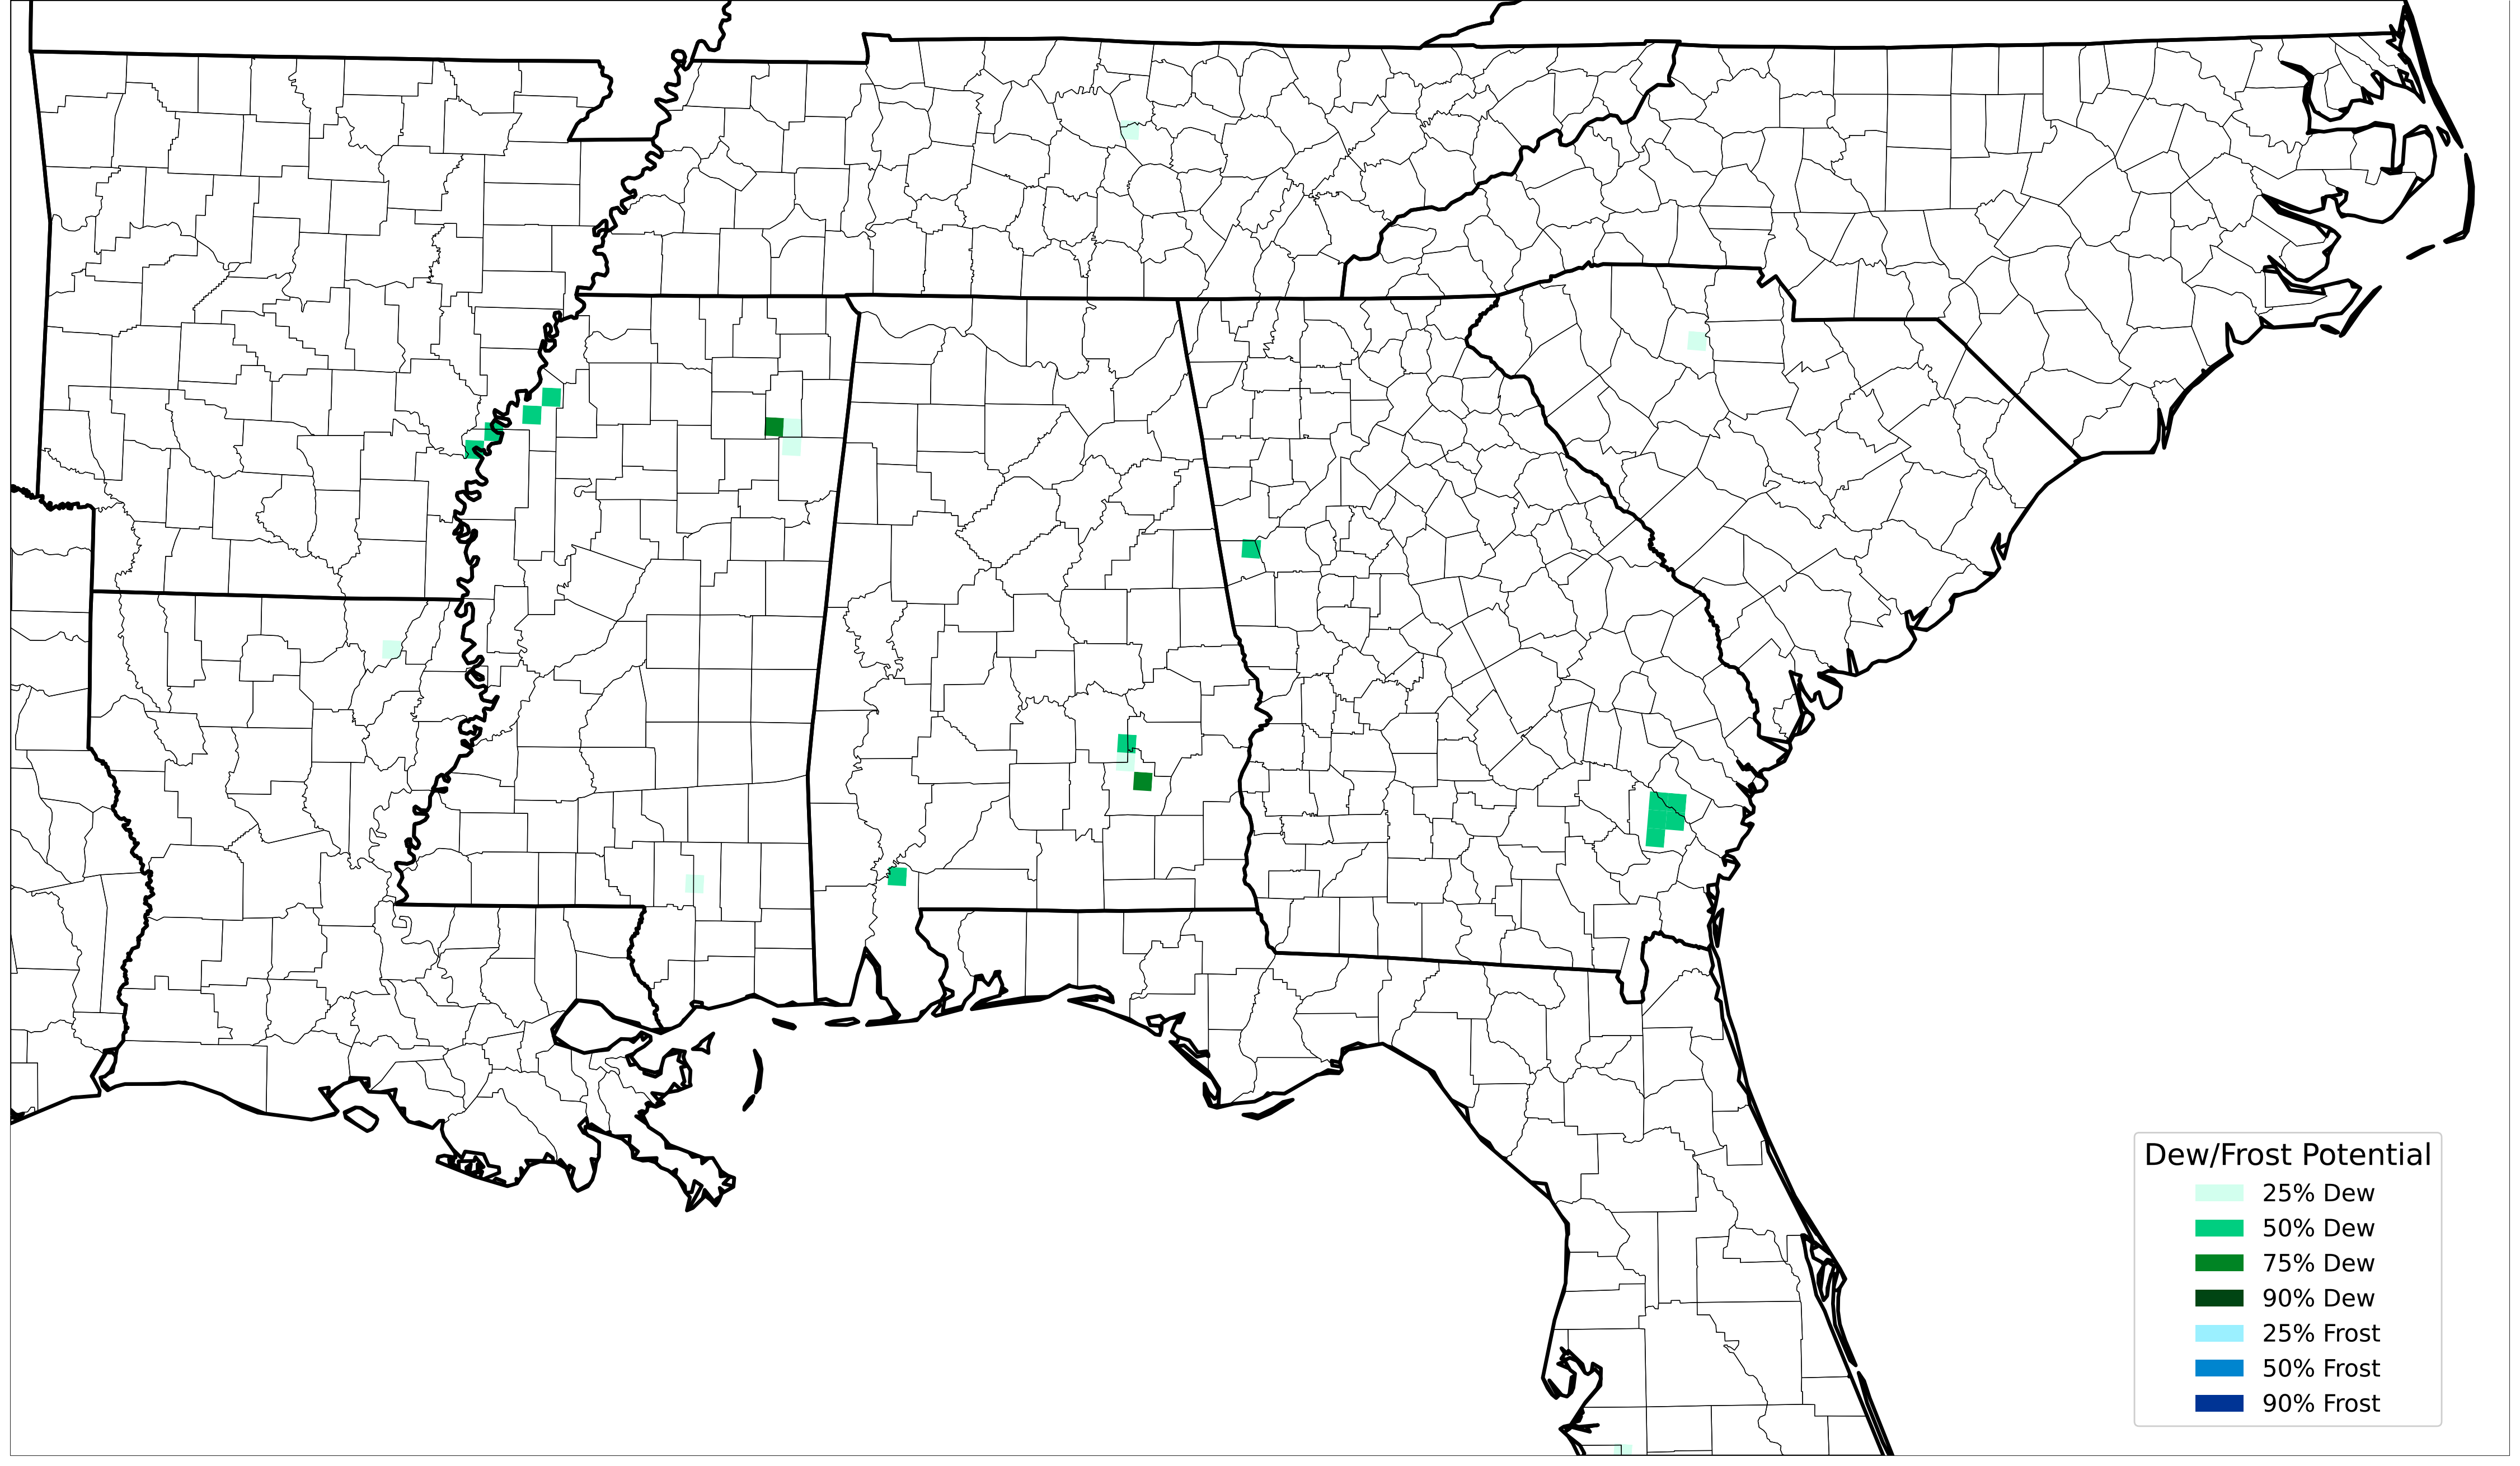 Dew/Frost Potential
25% Dew
50% Dew
75% Dew
90% Dew
25% Frost
50% Frost
90% Frost